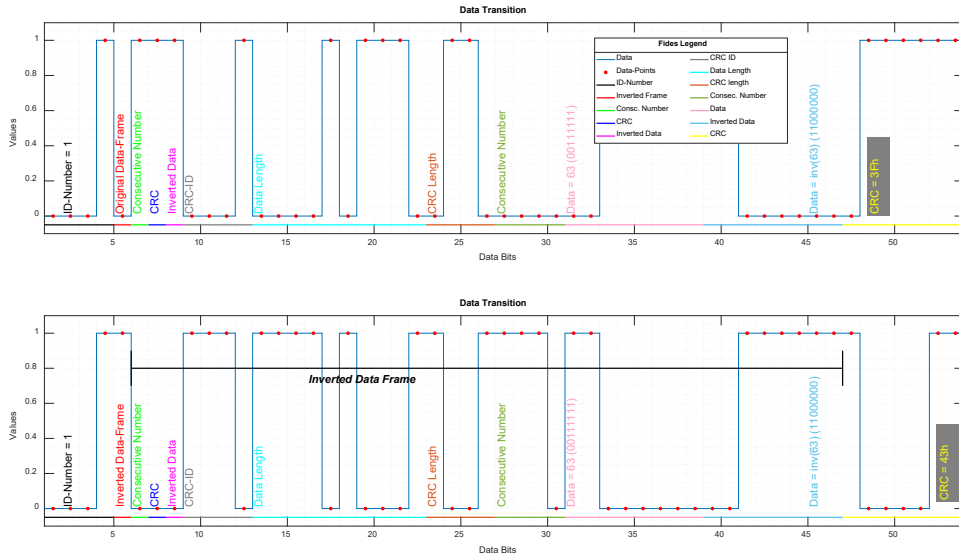 Data Transition
1
0.8
0.6
0.4
0.2
0
Values
ID-Number = 1
Original Data-Frame
Consecutive Number
CRC
Inverted Data
CRC-ID
Data Length
CRC Length
Consecutive Number
Data = 63 (00111111)
Data = inv(63) (11000000)
CRC = 3Fh
Fides Legend
Data
Data-Points
ID-Number
Inverted Frame
Consc. Number
CRC
Inverted Data
CRC ID
Data Length
CRC length
Consec. Number
Data
Inverted Data
CRC
5 10 15 20 25 30 35 40 45 50
Data Bits
Data Transition
1
0.8
0.6
0.4
0.2
0
Values
Inverted Data Frame
ID-Number = 1
Inverted Data-Frame
Consecutive Number
CRC
Inverted Data
CRC-ID
Data Length
CRC Length
Consecutive Number
Data = 63 (00111111)
Data = inv(63) (11000000)
CRC = 43h
5 10 15 20 25 30 35 40 45 50
Data Bits